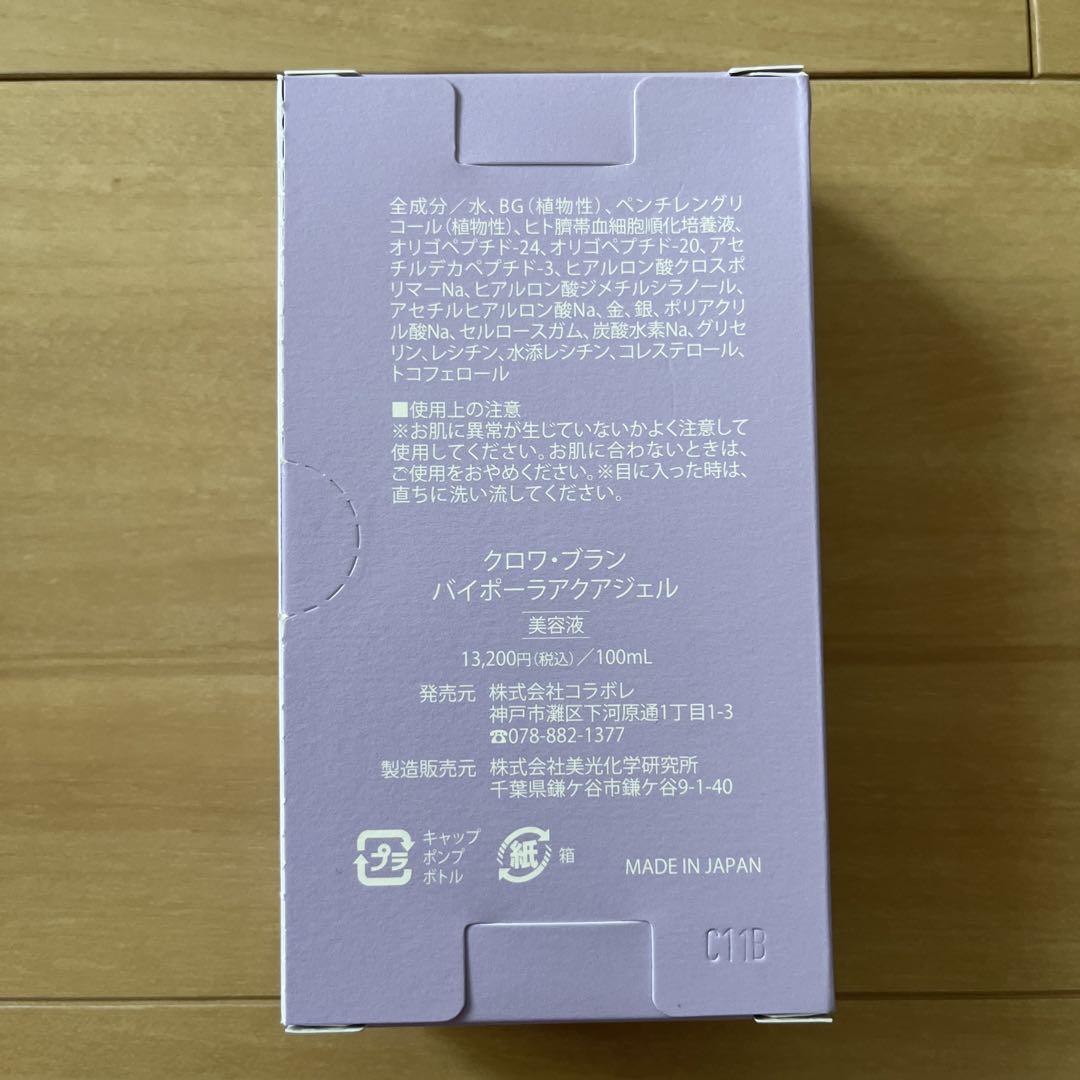 全成分／水、BG（植物性）、ペンチレングリ
コール（植物性）、ヒト臍帯血細胞順化培養液、
オリゴペプチド-24、オリゴペプチド-20、アセ
チルデカペプチド-3、ヒアルロン酸クロスポ
リマーNa、ヒアルロン酸ジメチルシラノール、
アセチルヒアルロン酸Na、金、銀、ポリアクリ
ル酸Na、セルロースガム、炭酸水素Na、グリセ
リン、レシチン、水添レシチン、コレステロール、
トコフェロール
■使用上の注意
※お肌に異常が生じていないかよく注意して
使用してください。お肌に合わないときは、
ご使用をおやめください。※目に入った時は、
直ちに洗い流してください。
クロワ・ブラン
バイポーラアクアジェル
美容液
13,200円（税込）／100mL
発売元 株式会社コラボレ
神戸市灘区下河原通1丁目1-3
☎078-882-1377
製造販売元 株式会社美光化学研究所
千葉県鎌ケ谷市鎌ケ谷9-1-40
プラ キャップ
ポンプ
ボトル
紙 箱
MADE IN JAPAN
C11B